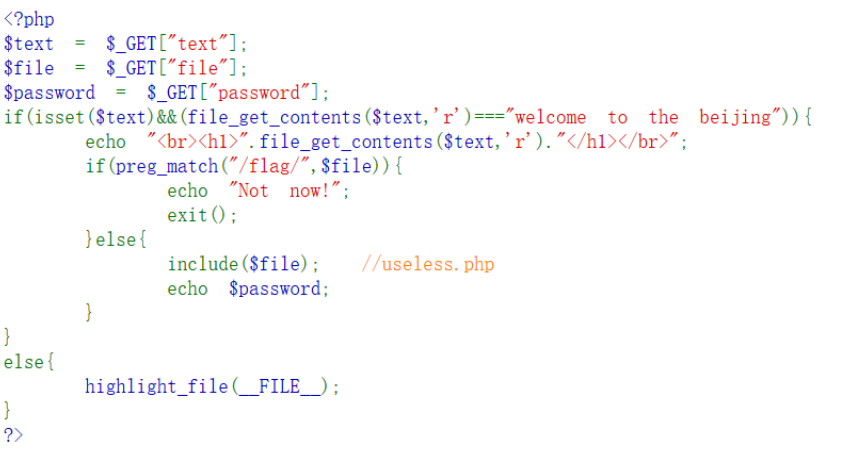 <?php
$text = $_GET["text"];
$file = $_GET["file"];
$password = $_GET["password"];
if(isset($text)&&(file_get_contents($text,'r')==="welcome to the beijing")){
        echo "<br><h1>".file_get_contents($text,'r')."</h1></br>";
        if(preg_match("/flag/",$file)){
                echo "Not now!";
                exit();
        }else{
                include($file);  //useless.php
                echo $password;
        }
}
else{
        highlight_file(__FILE__);
}
?>